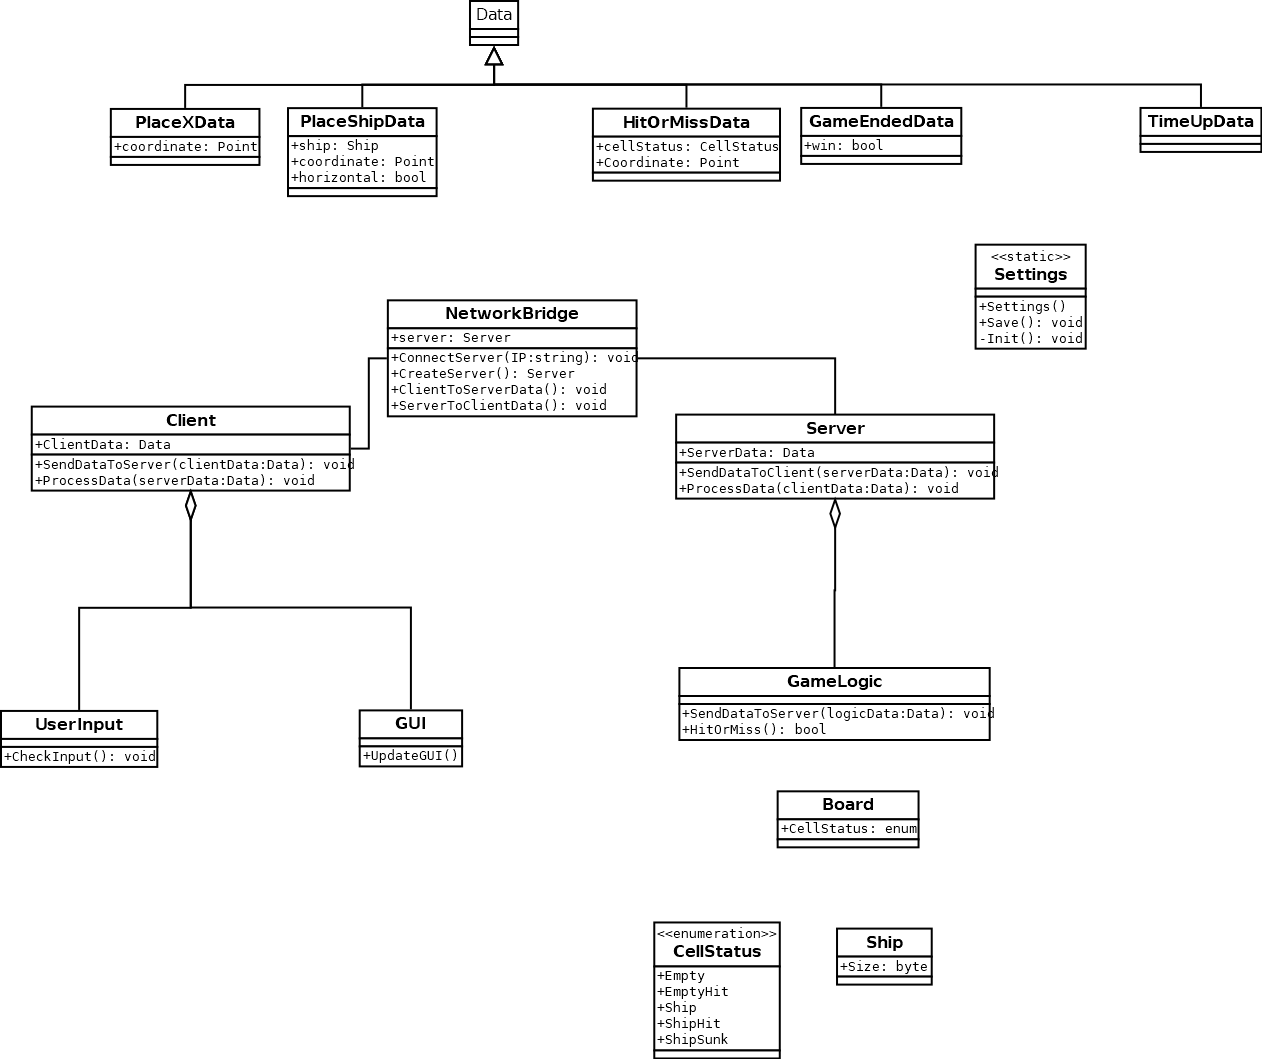 Data
PlaceXData
+coordinate: Point
PlaceShipData
+ship: Ship
+coordinate: Point
+horizontal: bool
HitOrMissData
+cellStatus: CellStatus
+Coordinate: Point
GameEndedData
+win: bool
TimeUpData
<<static>>
Settings
+Settings()
+Save(): void
-Init(): void
NetworkBridge
+server: Server
+ConnectServer(IP:string): void
+CreateServer(): Server
+ClientToServerData(): void
+ServerToClientData(): void
Client
+ClientData: Data
+SendDataToServer(clientData:Data): void
+ProcessData(serverData:Data): void
Server
+ServerData: Data
+SendDataToClient(serverData:Data): void
+ProcessData(clientData:Data): void
UserInput
+CheckInput(): void
GUI
+UpdateGUI()
GameLogic
+SendDataToServer(logicData:Data): void
+HitOrMiss(): bool
Board
+CellStatus: enum
<<enumeration>>
CellStatus
+Empty
+EmptyHit
+Ship
+ShipHit
+ShipSunk
Ship
+Size: byte